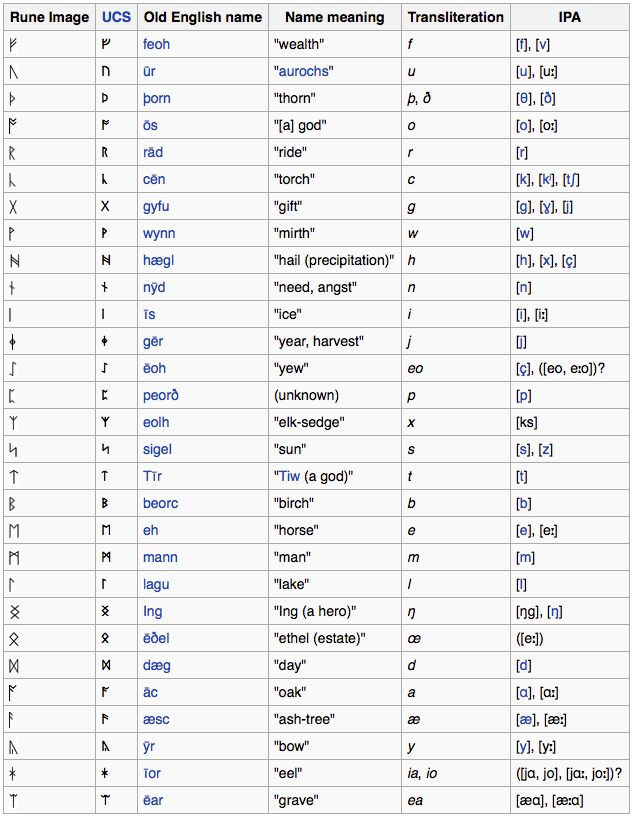 Rune Image UCS Old English name Name meaning Transliteration IPA
ᚠ ᚠ feoh "wealth" f [f], [v]
ᚢ ᚢ ūr "aurochs" u [u], [uː]
ᚦ ᚦ þorn "thorn" þ, ð [θ], [ð]
ᚩ ᚩ ōs "[a] god" o [o], [oː]
ᚱ ᚱ rād "ride" r [r]
ᚳ ᚳ cēn "torch" c [k], [kʲ], [tʃ]
ᚷ ᚷ gyfu "gift" g [g], [ɣ], [j]
ᚹ ᚹ wynn "mirth" w [w]
ᚻ ᚻ hægl "hail (precipitation)" h [h], [x], [ç]
ᚾ ᚾ nȳd "need, angst" n [n]
ᛁ ᛁ īs "ice" i [i], [iː]
ᛄ ᛄ gēr "year, harvest" j [j]
ᛇ ᛇ ēoh "yew" eo [ç], ([eo, eːo])?
ᛈ ᛈ peorð (unknown) p [p]
ᛉ ᛉ eolh "elk-sedge" x [ks]
ᛋ ᛋ sigel "sun" s [s], [z]
ᛏ ᛏ Tīr "Tiw (a god)" t [t]
ᛒ ᛒ beorc "birch" b [b]
ᛖ ᛖ eh "horse" e [e], [eː]
ᛗ ᛗ mann "man" m [m]
ᛚ ᛚ lagu "lake" l [l]
ᛝ ᛝ Ing "Ing (a hero)" ŋ [ŋg], [ŋ]
ᛟ ᛟ ēðel "ethel (estate)" œ ([eː])
ᛞ ᛞ dæg "day" d [d]
ᚪ ᚪ āc "oak" a [ɑ], [ɑː]
ᚫ ᚫ æsc "ash-tree" æ [æ], [æː]
ᚣ ᚣ ȳr "bow" y [y], [yː]
ᛡ ᛡ īor "eel" ia, io ([jɑ, jo], [jɑː, joː])?
ᛠ ᛠ ēar "grave" ea [æɑ], [æːɑ]